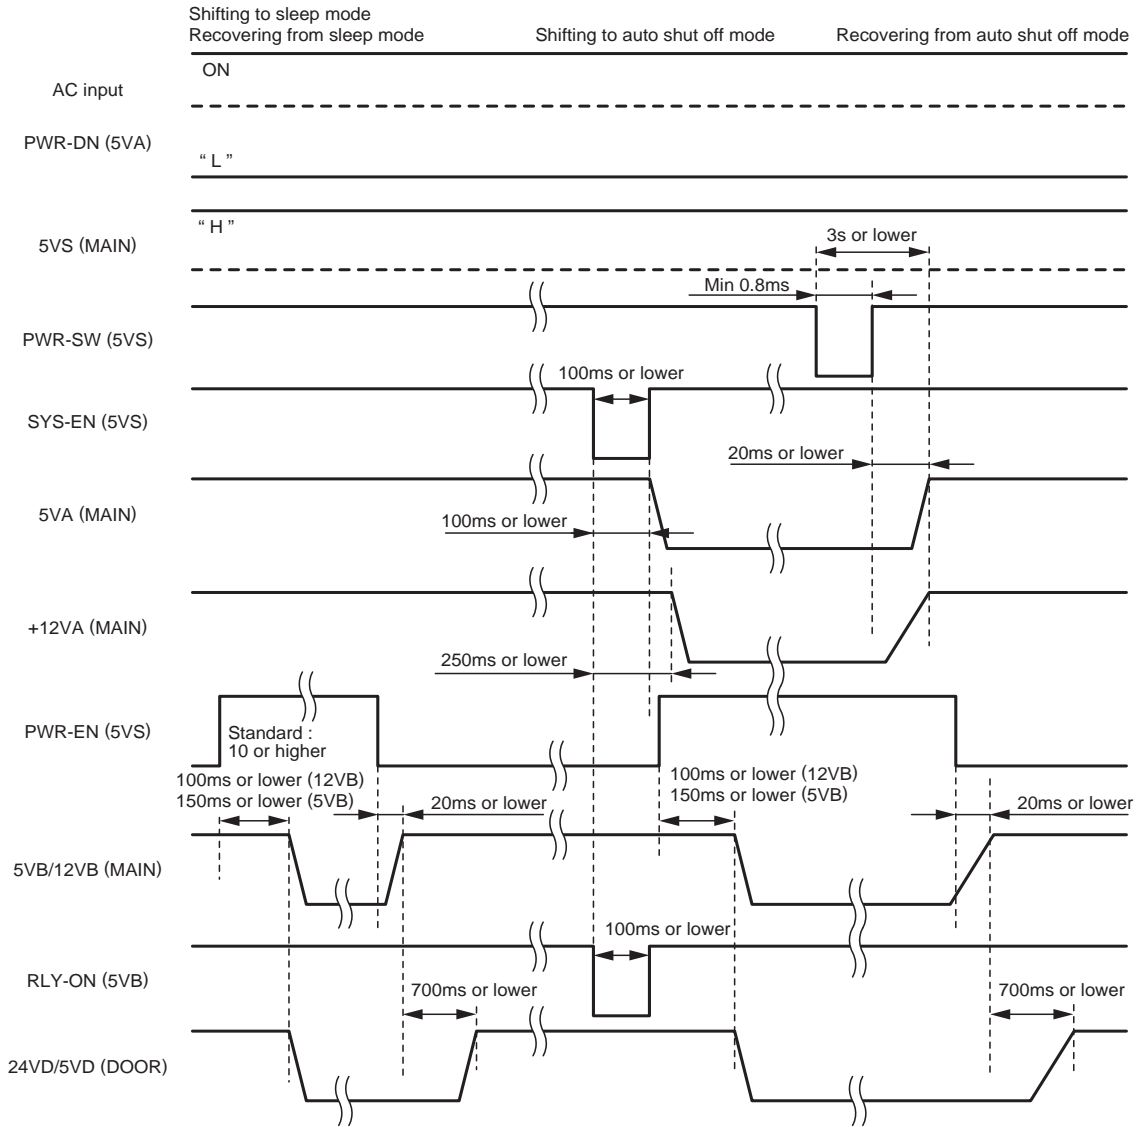 Shifting to sleep mode
Recovering from sleep mode
Shifting to auto shut off mode
Recovering from auto shut off mode
ON
AC input
PWR-DN (5VA)
“ L ”
“ H ”
5VS (MAIN)
3s or lower
Min 0.8ms
PWR-SW (5VS)
100ms or lower
SYS-EN (5VS)
20ms or lower
5VA (MAIN)
100ms or lower
+12VA (MAIN)
250ms or lower
PWR-EN (5VS)
Standard :
10 or higher
100ms or lower (12VB)
150ms or lower (5VB)
20ms or lower
100ms or lower (12VB)
150ms or lower (5VB)
20ms or lower
5VB/12VB (MAIN)
100ms or lower
RLY-ON (5VB)
700ms or lower
700ms or lower
24VD/5VD (DOOR)